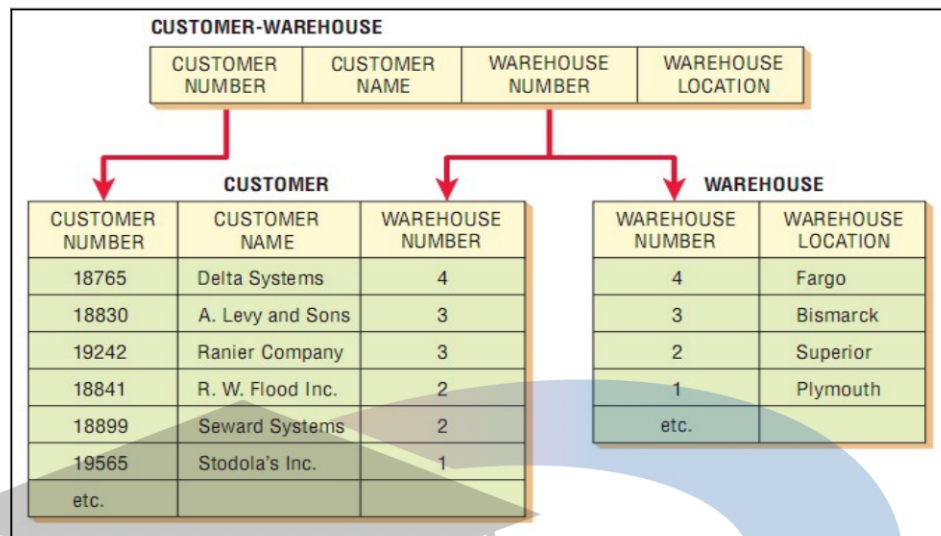 CUSTOMER-WAREHOUSE
CUSTOMER NUMBER CUSTOMER NAME WAREHOUSE NUMBER WAREHOUSE LOCATION
CUSTOMER
CUSTOMER NUMBER CUSTOMER NAME WAREHOUSE NUMBER
18765 Delta Systems 4
18830 A. Levy and Sons 3
19242 Ranier Company 3
18841 R. W. Flood Inc. 2
18899 Seward Systems 2
19565 Stodola's Inc. 1
etc.
WAREHOUSE
WAREHOUSE NUMBER WAREHOUSE LOCATION
4 Fargo
3 Bismarck
2 Superior
1 Plymouth
etc.